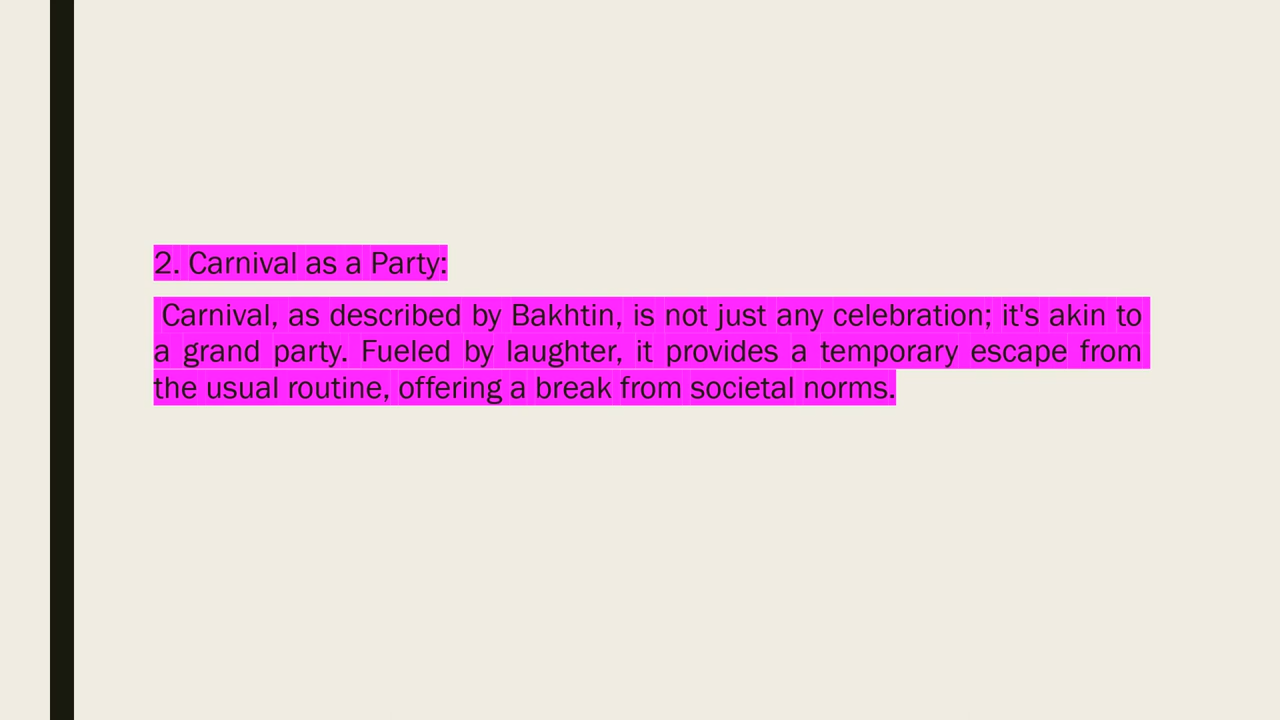 2. Carnival as a Party:
Carnival, as described by Bakhtin, is not just any celebration; it's akin to
a grand party. Fueled by laughter, it provides a temporary escape from
the usual routine, offering a break from societal norms.